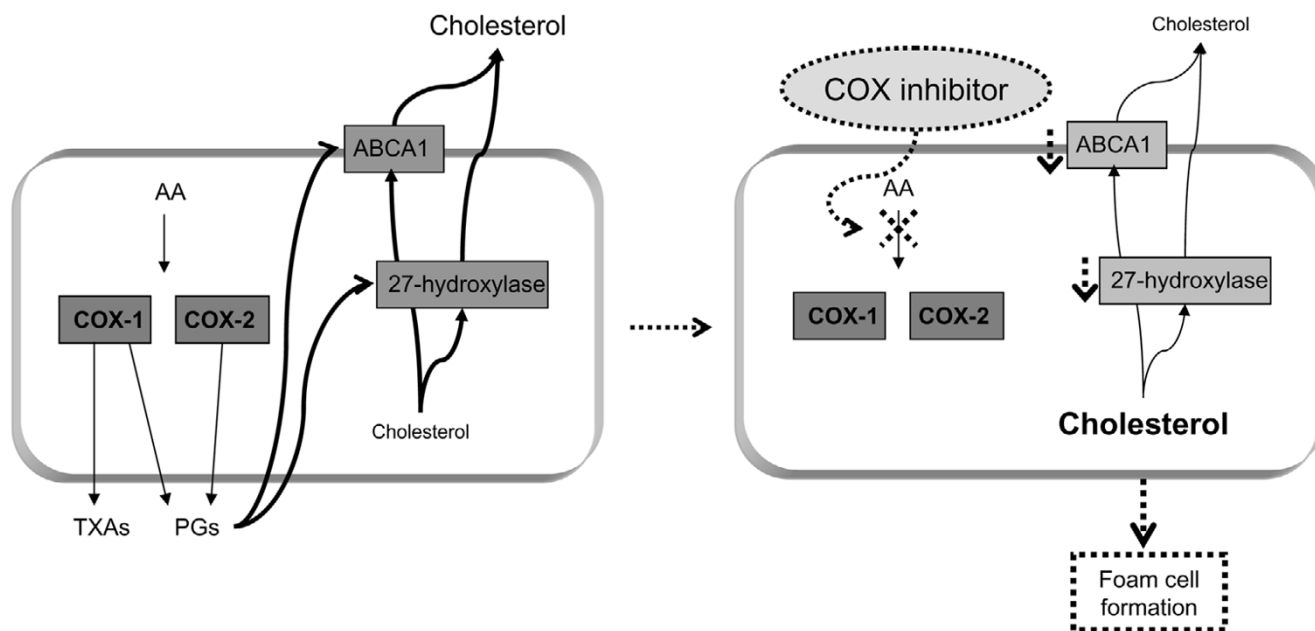 Cholesterol
ABCA1
AA
27-hydroxylase
COX-1
COX-2
Cholesterol
TXAs
PGs
Cholesterol
COX inhibitor
ABCA1
AA
27-hydroxylase
COX-1
COX-2
Cholesterol
Foam cell
formation